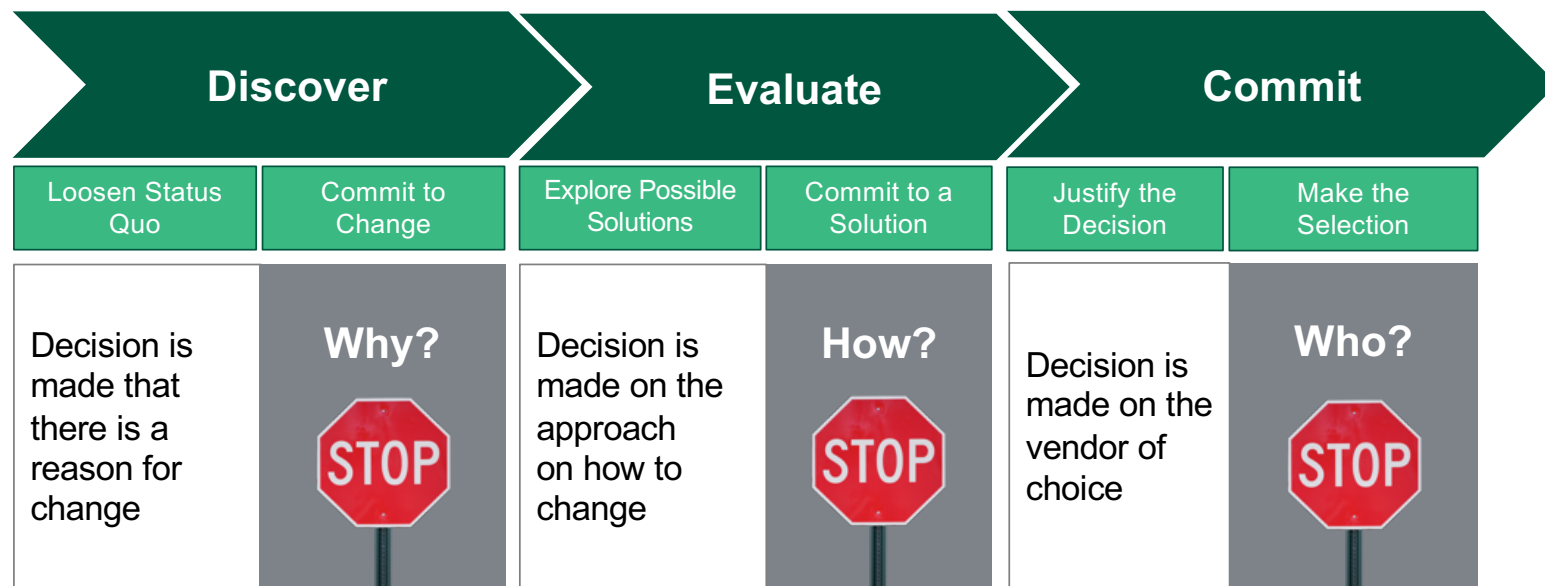 Discover
Evaluate
Commit
Loosen Status
Quo
Commit to
Change
Explore Possible
Solutions
Commit to a
Solution
Justify the
Decision
Make the
Selection
Decision is
made that
there is a
reason for
change
Why?
STOP
Decision is
made on the
approach
on how to
change
How?
STOP
Decision is
made on the
vendor of
choice
Who?
STOP